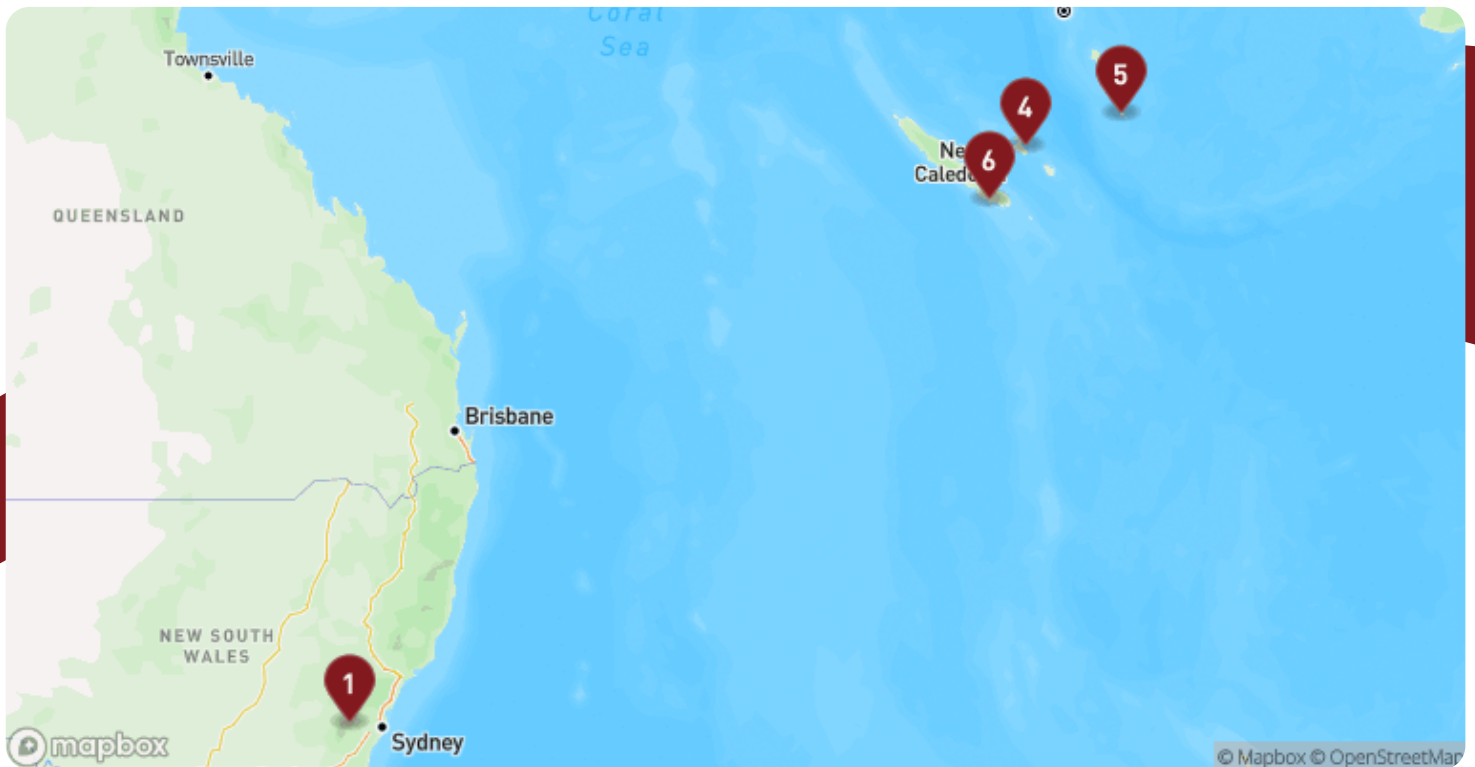 Coral
Sea
Townsville
5
4
6
QUEENSLAND
Brisbane
NEW SOUTH
WALES
1
Sydney
mapbox
© Mapbox © OpenStreetMap